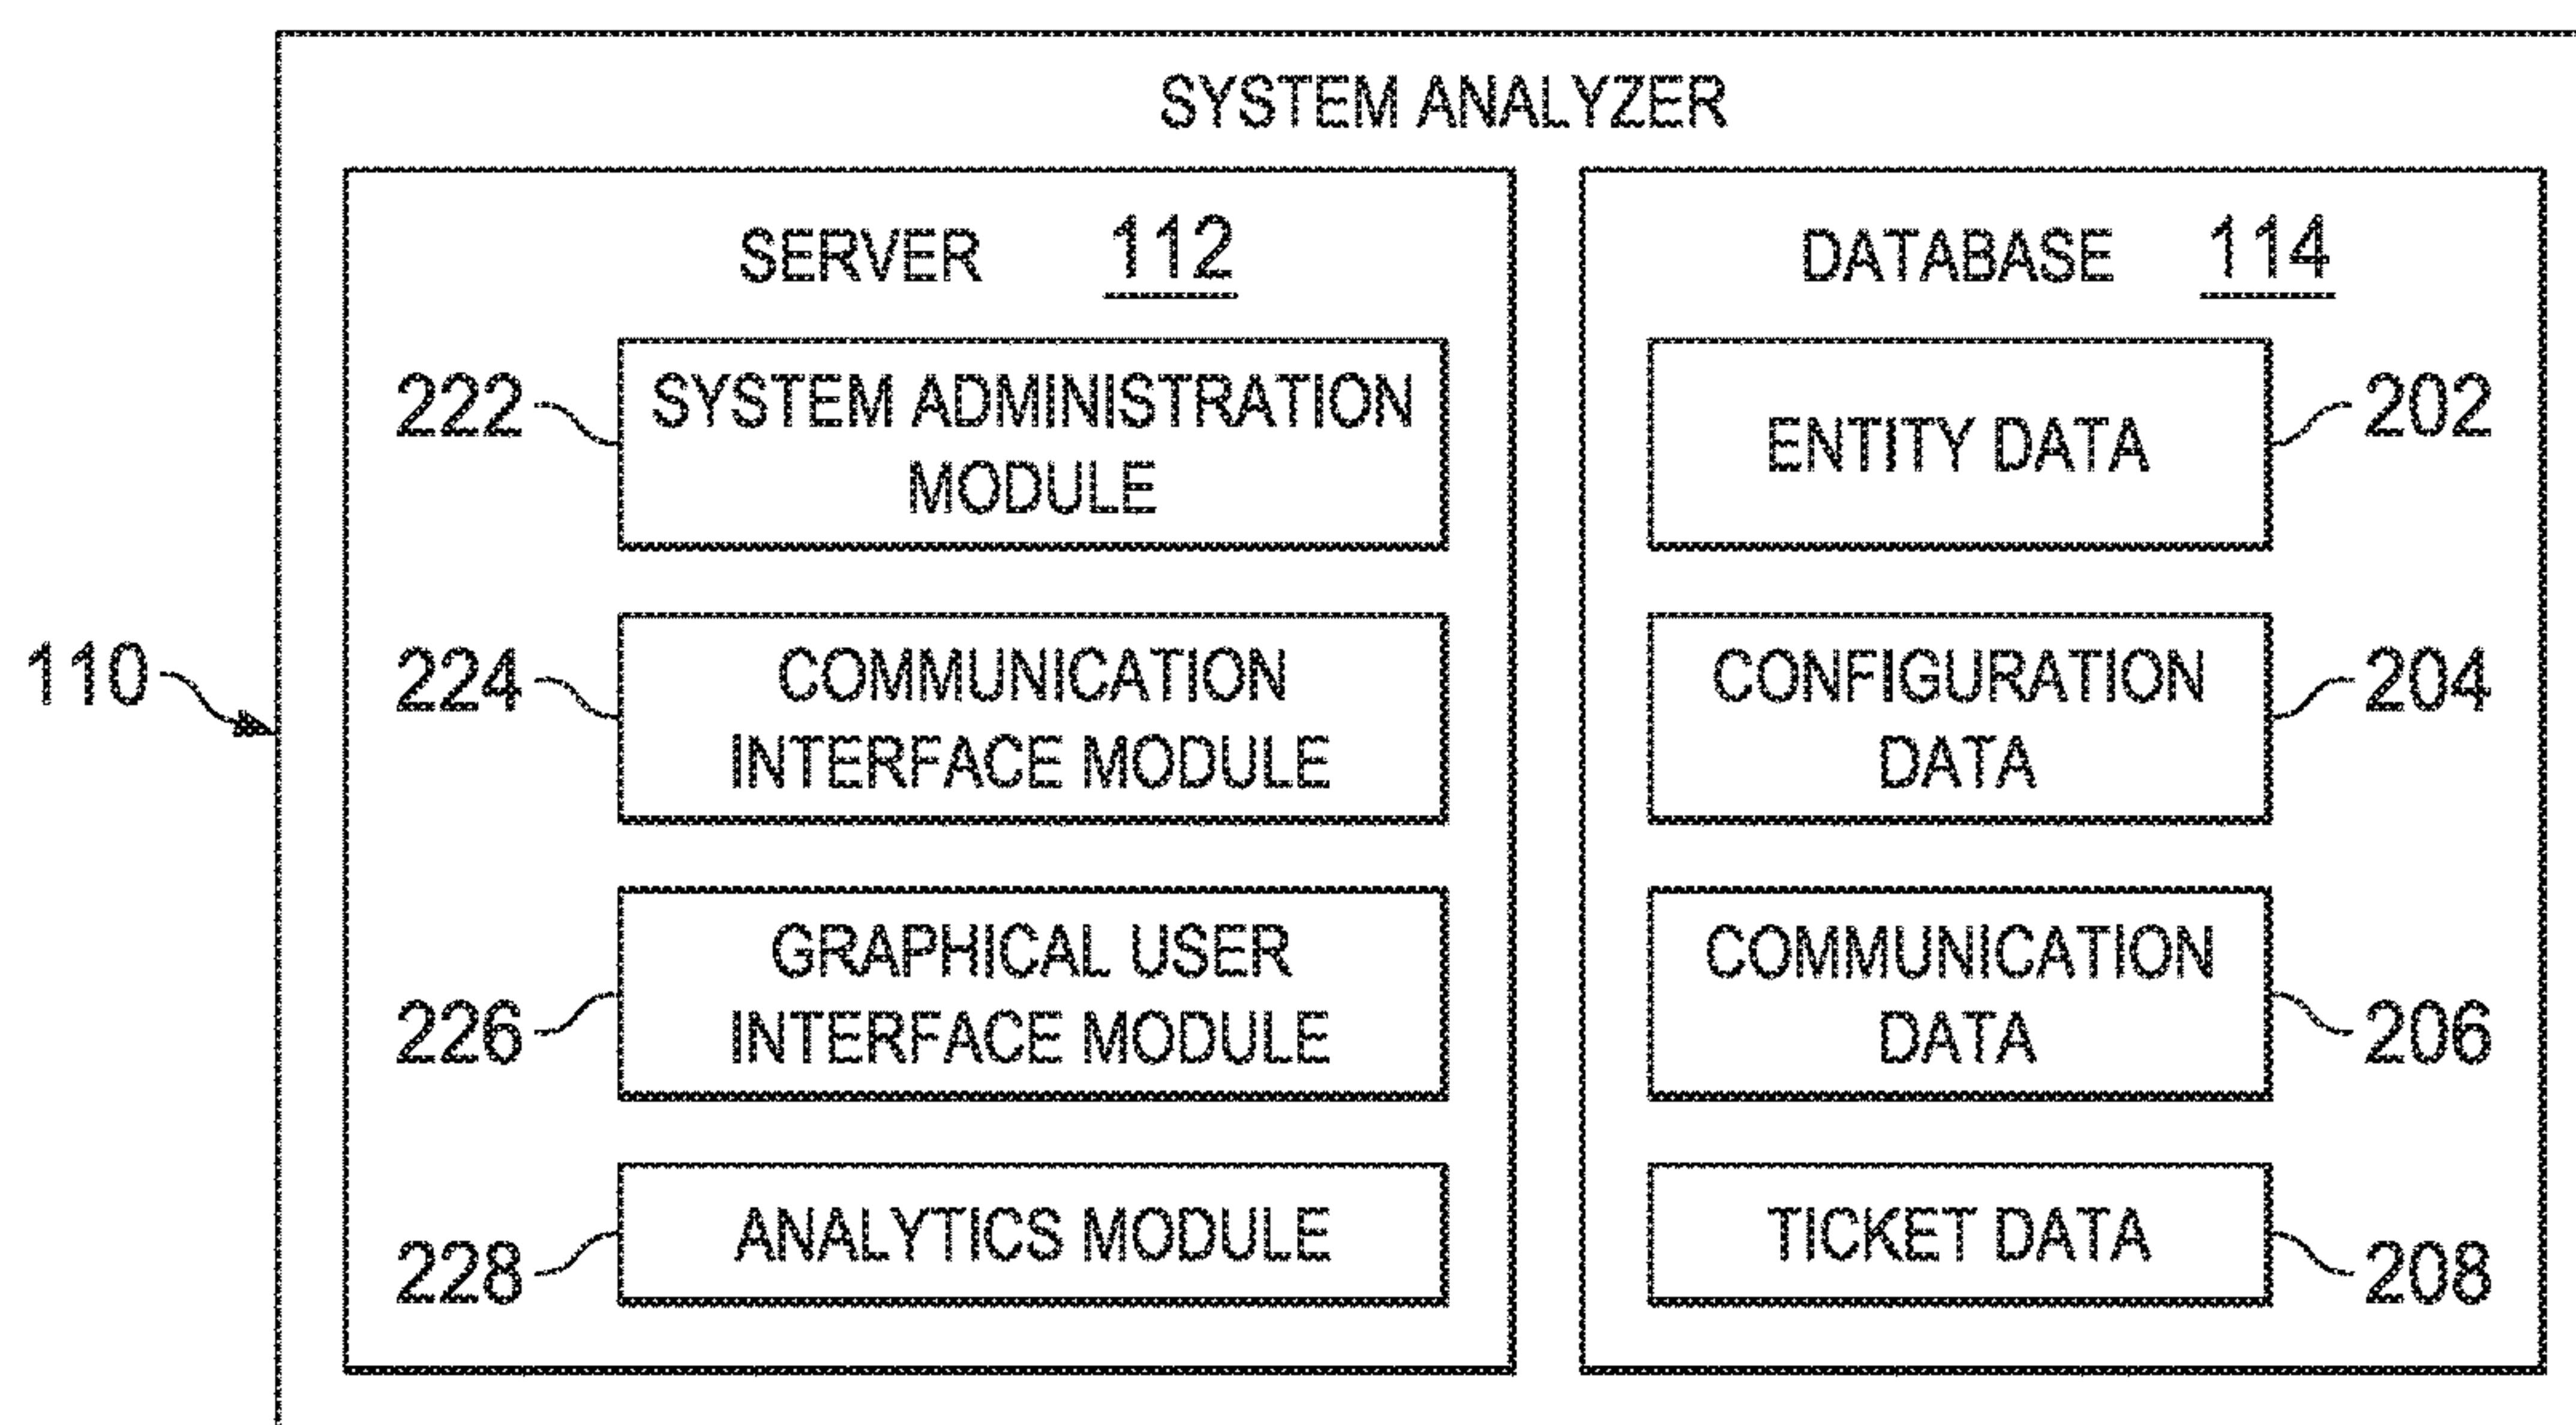 SYSTEM ANALYZER
SERVER 112
DATABASE 114
222
SYSTEM ADMINISTRATION
MODULE
ENTITY DATA
202
110
224
COMMUNICATION
INTERFACE MODULE
CONFIGURATION
DATA
204
226
GRAPHICAL USER
INTERFACE MODULE
COMMUNICATION
DATA
206
228
ANALYTICS MODULE
TICKET DATA
208